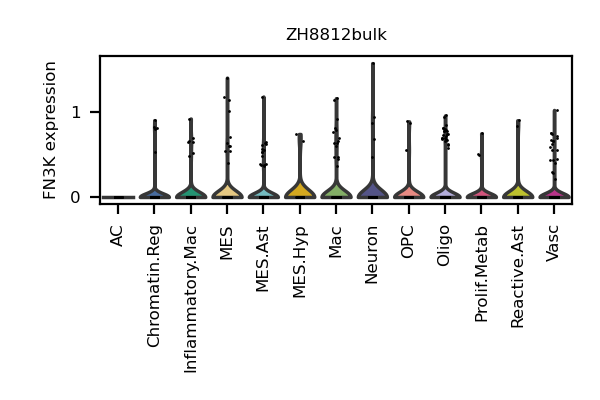 ZH8812bulk
FN3K expression
1
0
AC
Chromatin.Reg
Inflammatory.Mac
MES
MES.Ast
MES.Hyp
Mac
Neuron
OPC
Oligo
Prolif.Metab
Reactive.Ast
Vasc